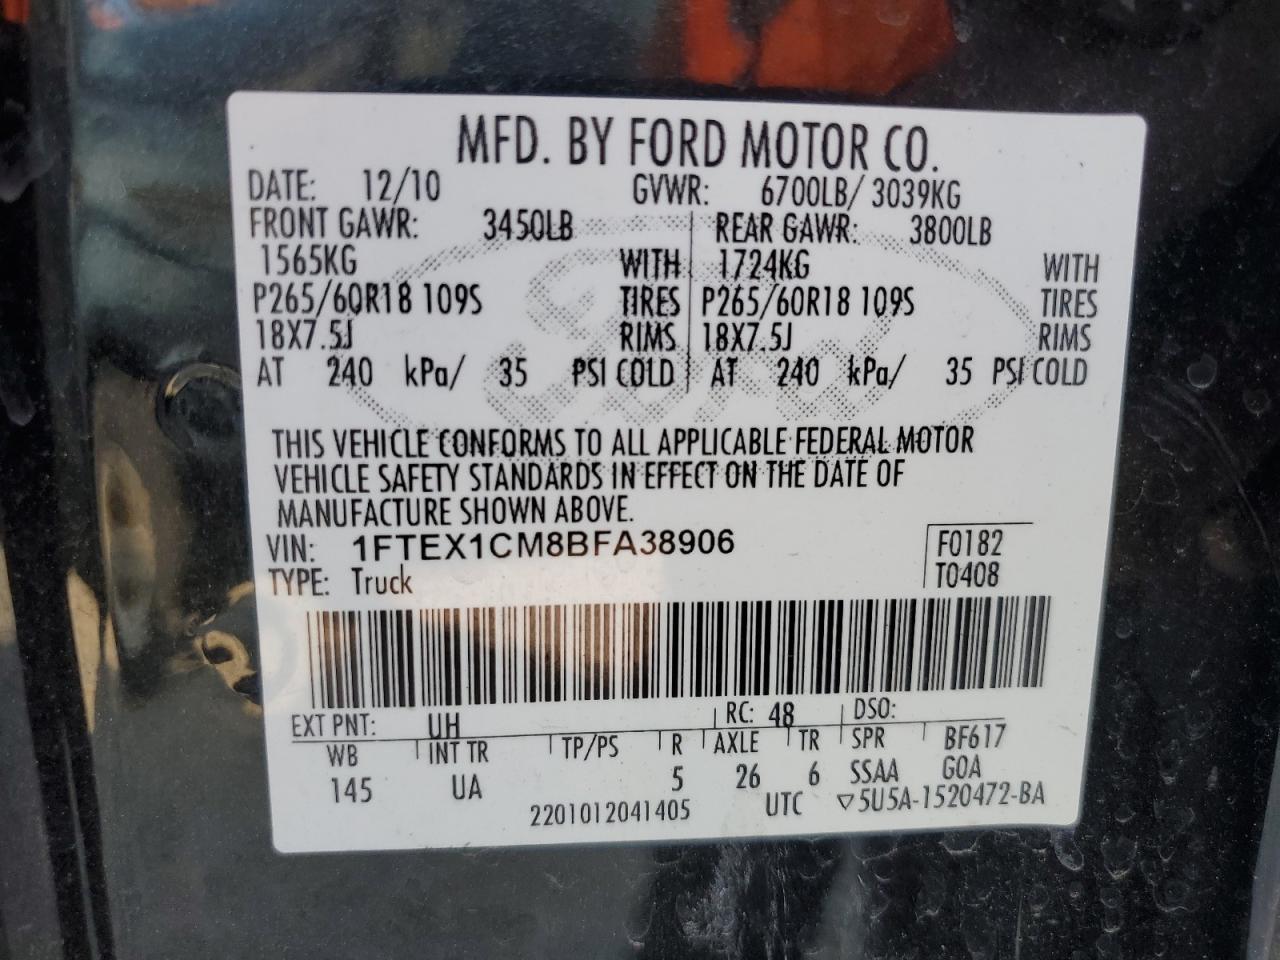 MFD. BY FORD MOTOR CO.
DATE: 12/10 GVWR: 6700LB/ 3039KG
FRONT GAWR: 3450LB REAR GAWR: 3800LB
1565KG WITH 1724KG WITH
P265/60R18 109S TIRES P265/60R18 109S TIRES
18X7.5J RIMS 18X7.5J RIMS
AT 240 kPa/ 35 PSI COLD AT 240 kPa/ 35 PSI COLD
THIS VEHICLE CONFORMS TO ALL APPLICABLE FEDERAL MOTOR
VEHICLE SAFETY STANDARDS IN EFFECT ON THE DATE OF
MANUFACTURE SHOWN ABOVE.
VIN: 1FTEX1CM8BFA38906 F0182
TYPE: Truck T0408
EXT PNT: UH RC: 48 DSO:
WB INT TR TP/PS R AXLE TR SPR BF617
145 UA 5 26 6 SSAA GOA
2201012041405 UTC ▽5U5A-1520472-BA
Ford